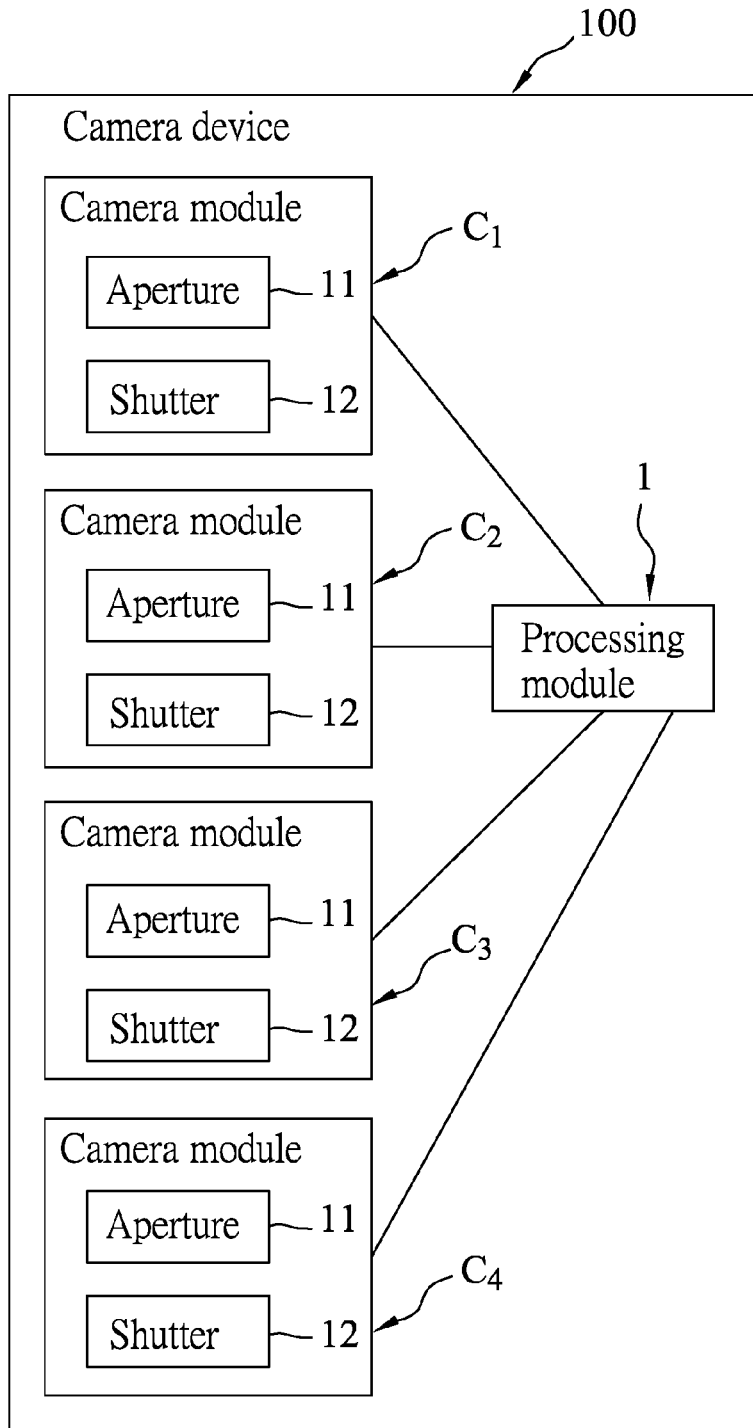 100
Camera device
Camera module
C₁
Aperture
11
Shutter
12
Camera module
C₂
Aperture
11
Shutter
12
1
Processing
module
Camera module
Aperture
11
C₃
Shutter
12
Camera module
Aperture
11
C₄
Shutter
12